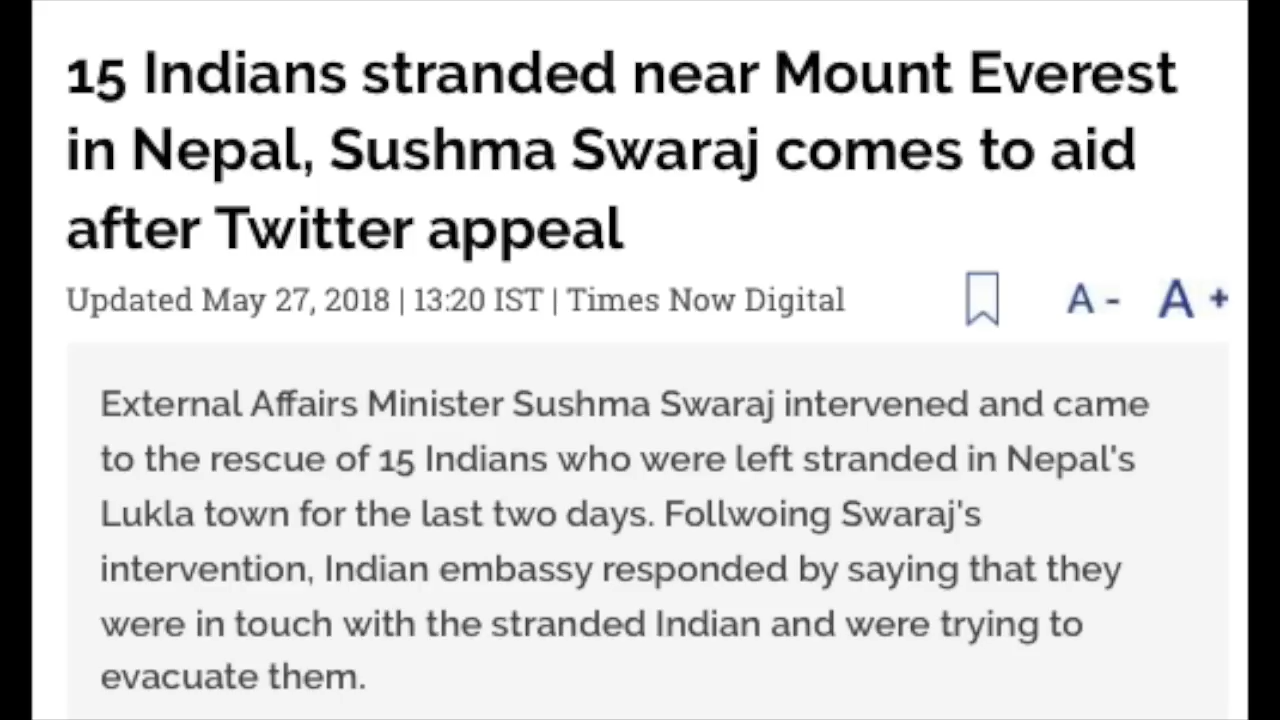 15 Indians stranded near Mount Everest
in Nepal, Sushma Swaraj comes to aid
after Twitter appeal
Updated May 27, 2018 | 13:20 IST | Times Now Digital
A - A +
External Affairs Minister Sushma Swaraj intervened and came
to the rescue of 15 Indians who were left stranded in Nepal's
Lukla town for the last two days. Follwoing Swaraj's
intervention, Indian embassy responded by saying that they
were in touch with the stranded Indian and were trying to
evacuate them.